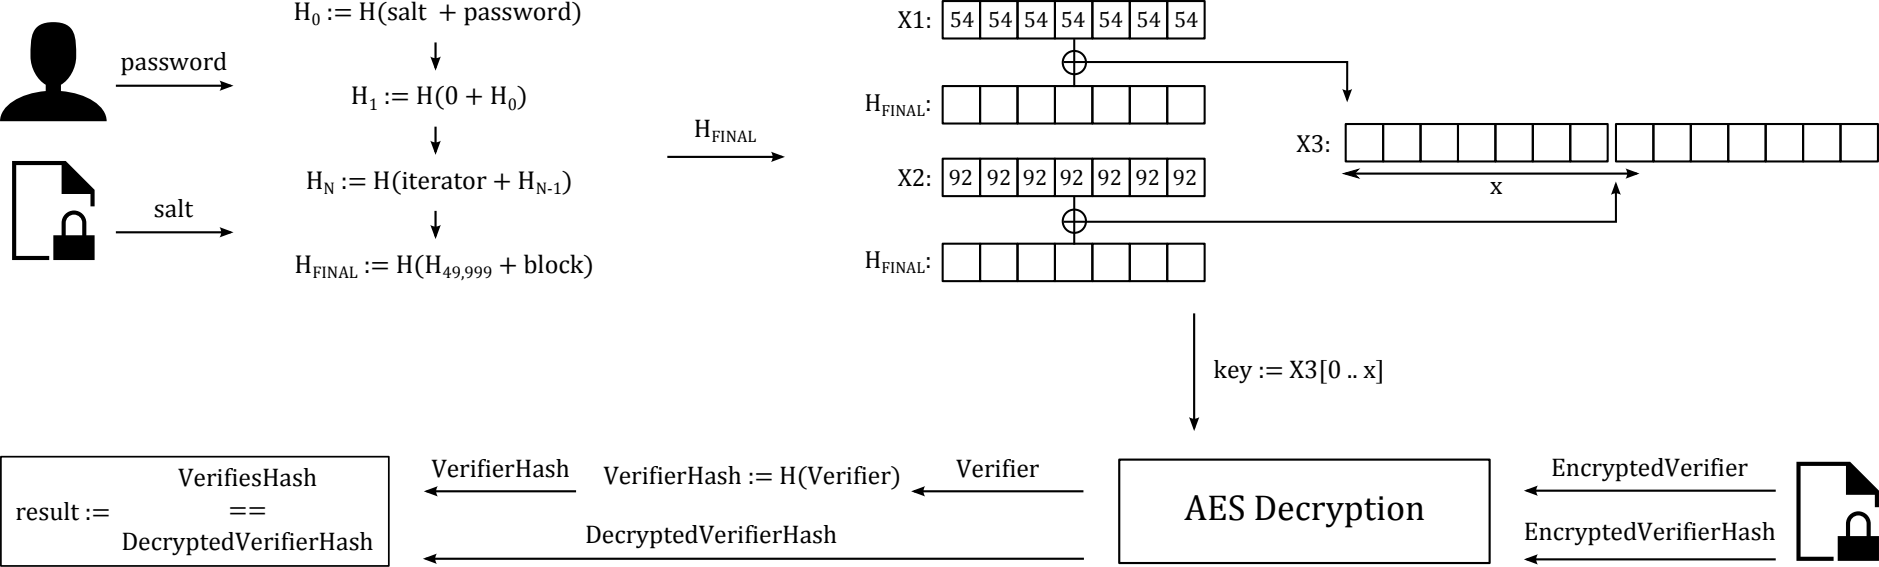 password
salt
H0 := H(salt + password)
H1 := H(0 + H0)
HN := H(iterator + HN-1)
HFINAL := H(H49,999 + block)
HFINAL
X1: 54 54 54 54 54 54 54
HFINAL:
X2: 92 92 92 92 92 92 92
HFINAL:
X3:
x
key := X3[0 .. x]
EncryptedVerifier
EncryptedVerifierHash
AES Decryption
Verifier
VerifierHash := H(Verifier)
VerifierHash
DecryptedVerifierHash
VerifiesHash
result := ==
DecryptedVerifierHash